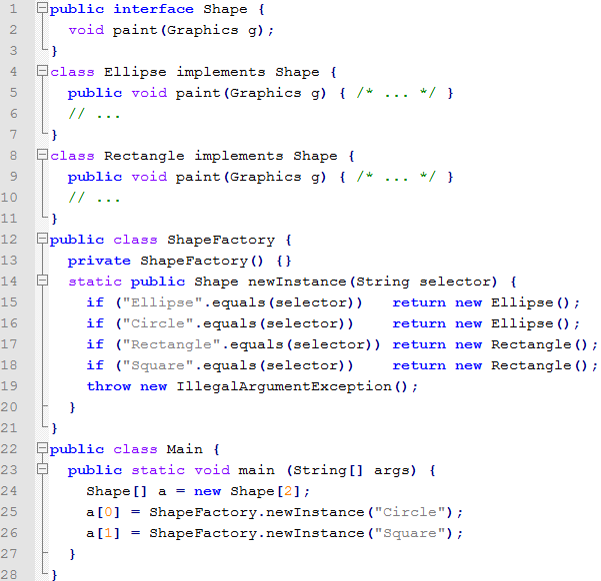 1 public interface Shape {
2   void paint(Graphics g);
3 }
4 class Ellipse implements Shape {
5   public void paint(Graphics g) { /* ... */ }
6   // ...
7 }
8 class Rectangle implements Shape {
9   public void paint(Graphics g) { /* ... */ }
10   // ...
11 }
12 public class ShapeFactory {
13   private ShapeFactory() {}
14   static public Shape newInstance(String selector) {
15     if ("Ellipse".equals(selector))   return new Ellipse();
16     if ("Circle".equals(selector))    return new Ellipse();
17     if ("Rectangle".equals(selector)) return new Rectangle();
18     if ("Square".equals(selector))    return new Rectangle();
19     throw new IllegalArgumentException();
20   }
21 }
22 public class Main {
23   public static void main (String[] args) {
24     Shape[] a = new Shape[2];
25     a[0] = ShapeFactory.newInstance("Circle");
26     a[1] = ShapeFactory.newInstance("Square");
27   }
28 }